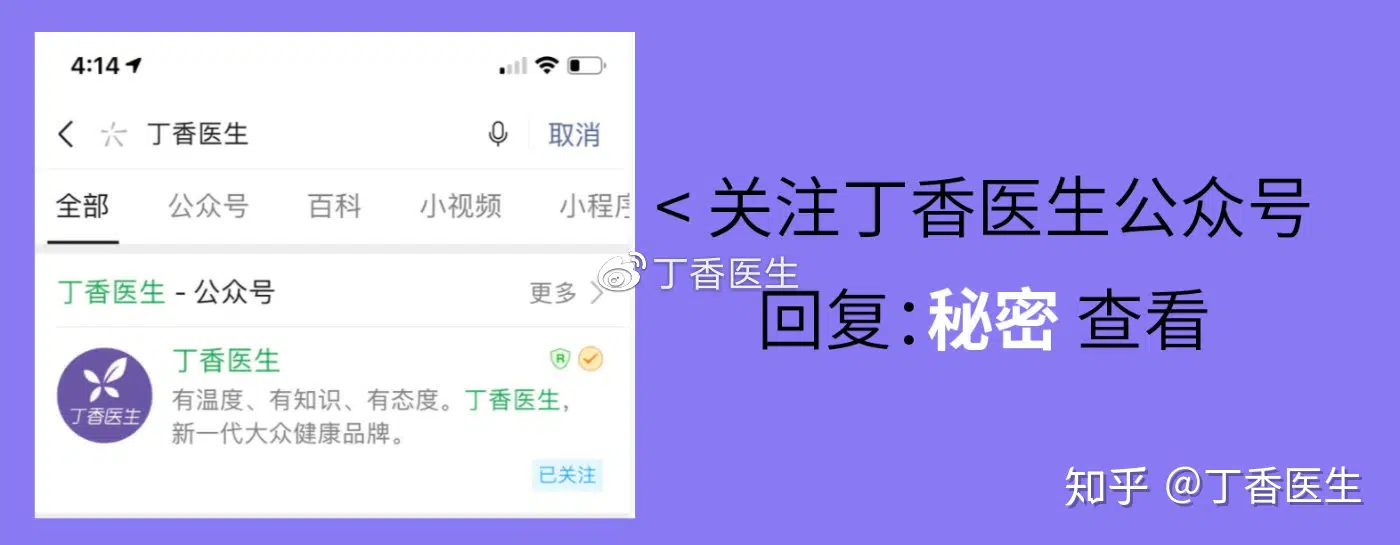 4:14
丁香医生
取消
全部 公众号 百科 小视频 小程序
丁香医生 - 公众号
更多
丁香医生
丁香医生
有温度、有知识、有态度。丁香医生，
新一代大众健康品牌。
已关注
< 关注丁香医生公众号
丁香医生
回复：秘密 查看
知乎 @丁香医生